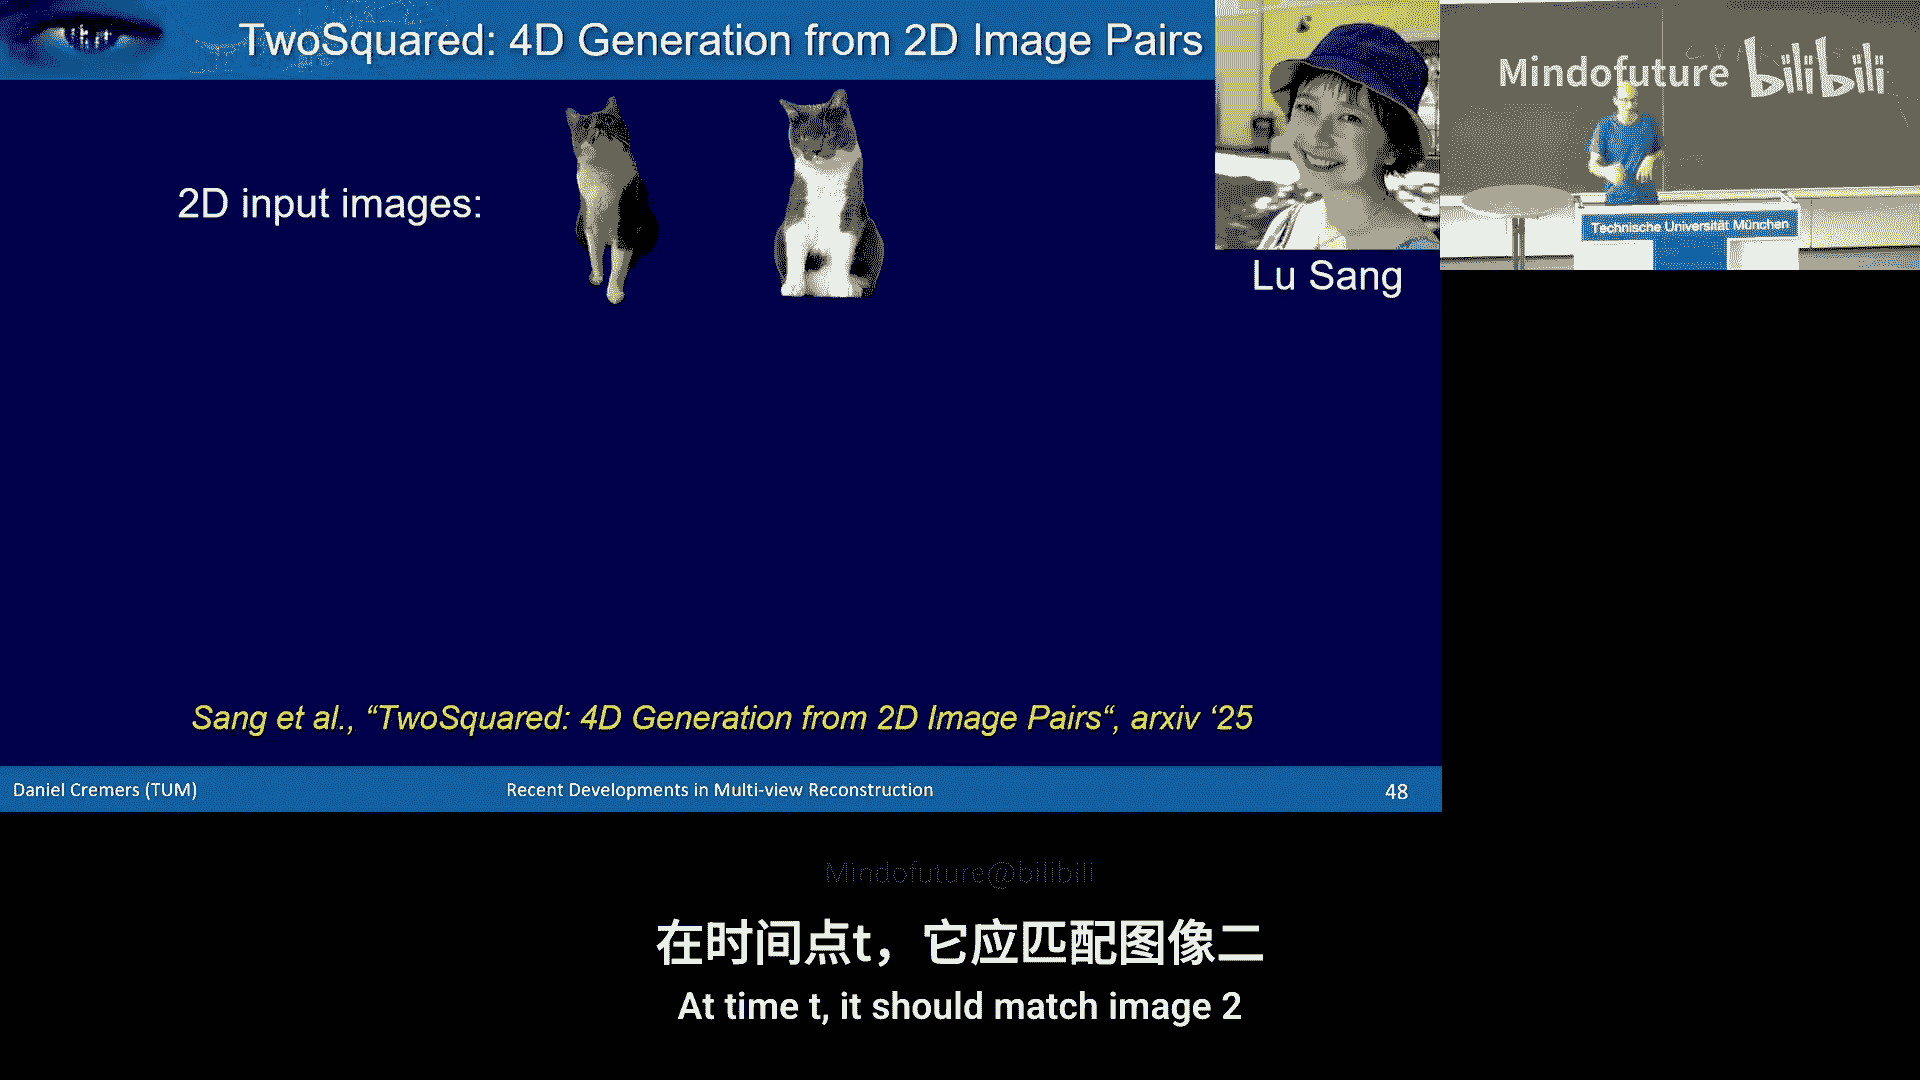 TwoSquared: 4D Generation from 2D Image Pairs
Mindofuture bilibili
2D input images:
Technische Universität München
Lu Sang
Sang et al., “TwoSquared: 4D Generation from 2D Image Pairs“, arxiv ‘25
Daniel Cremers (TUM)
Recent Developments in Multi-view Reconstruction
48
Mindofuture@bilibili
在时间点t，它应匹配图像二
At time t, it should match image 2